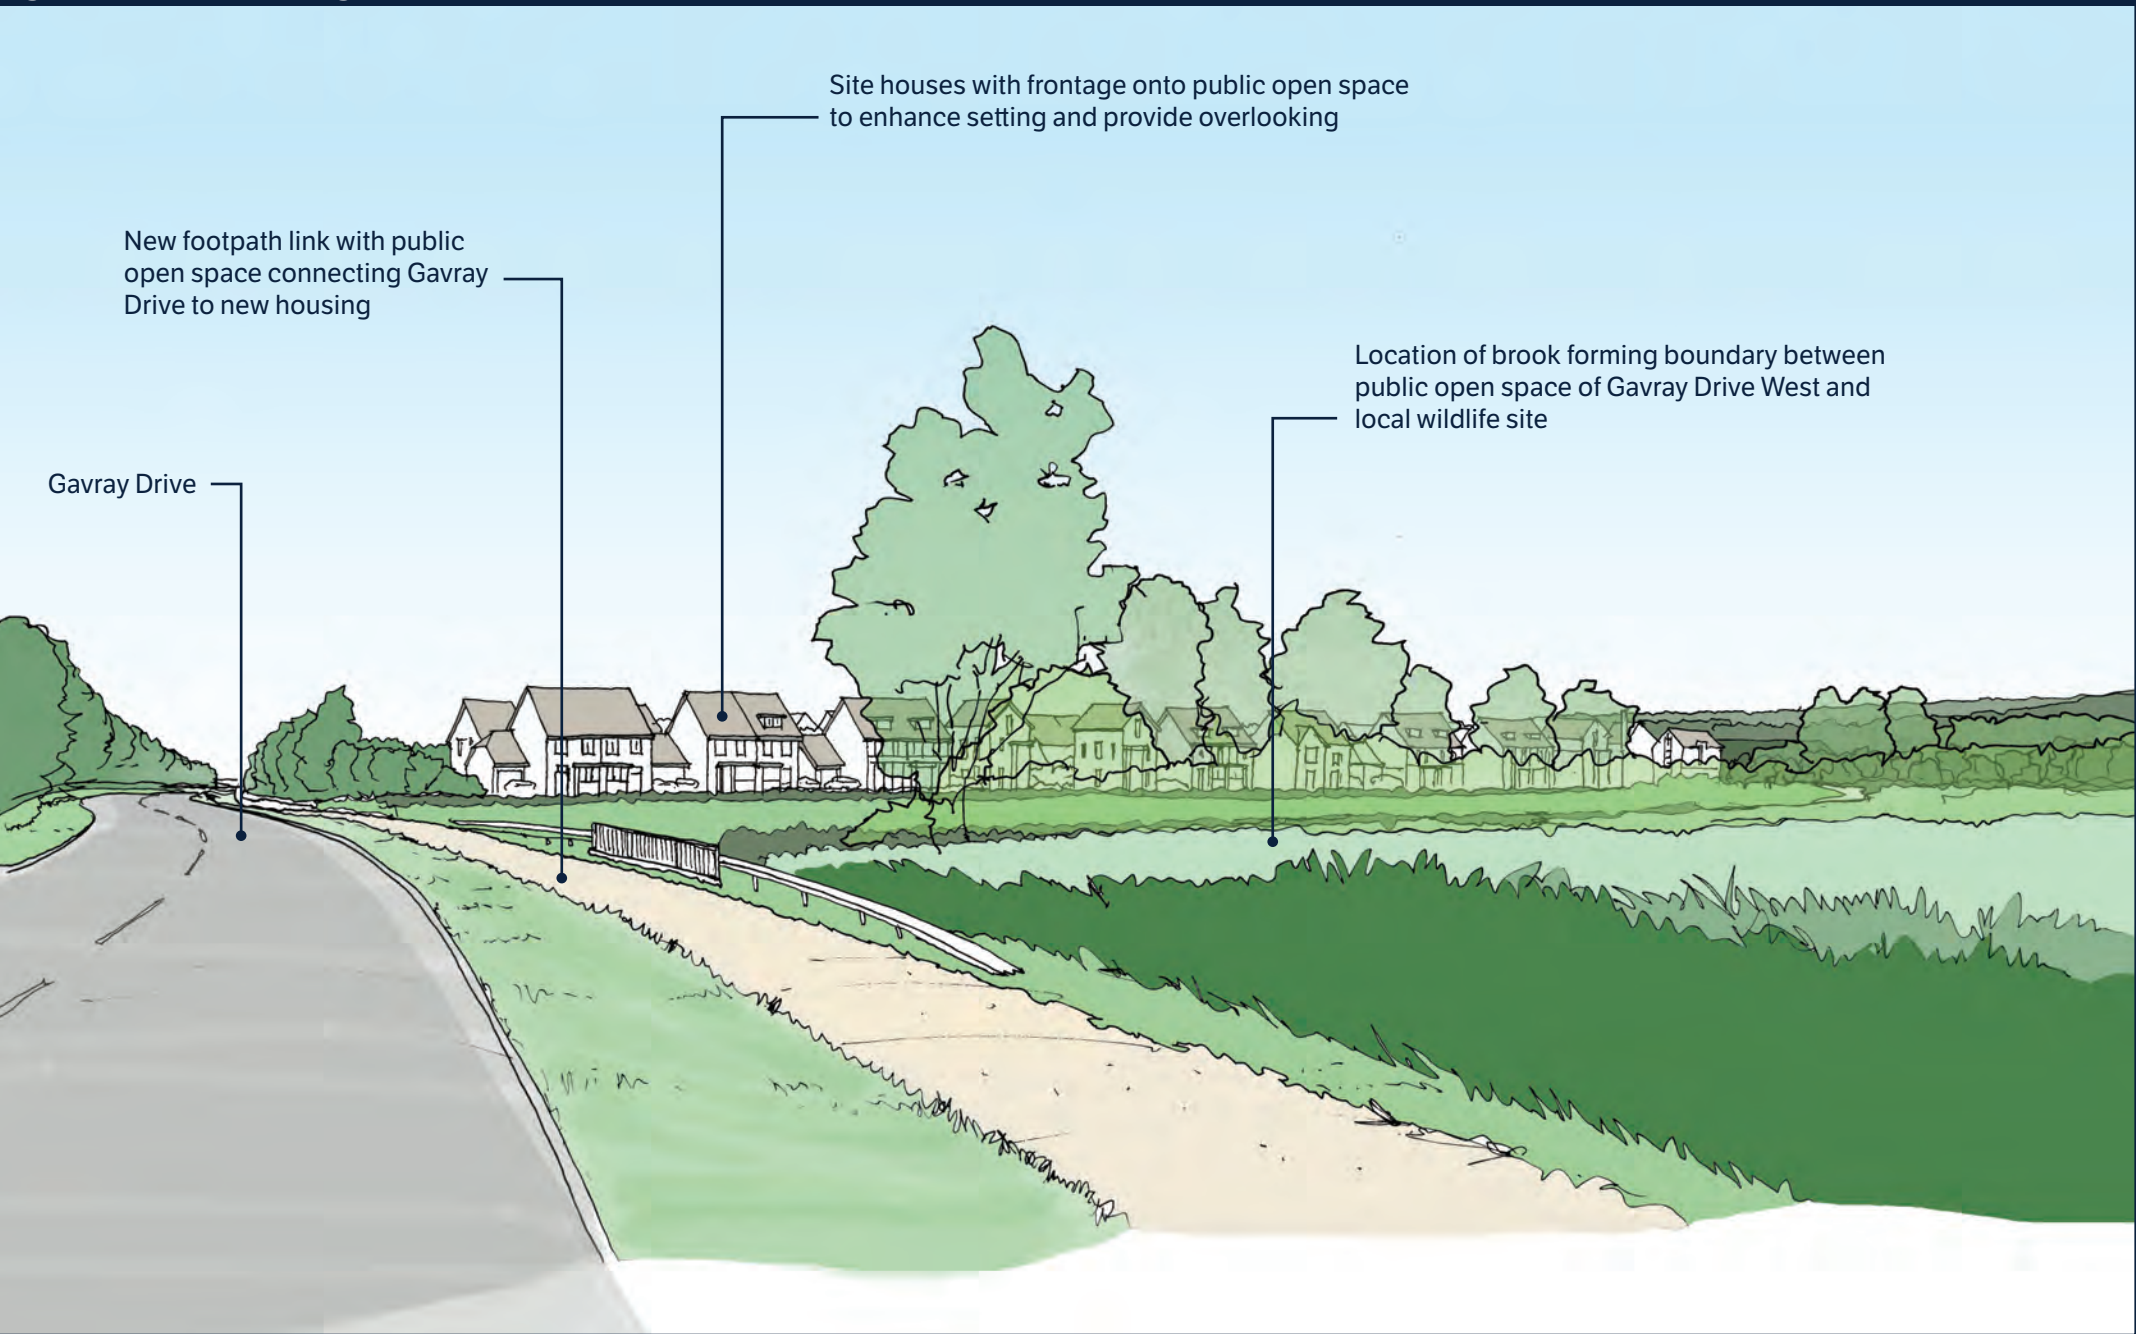 Site houses with frontage onto public open space
to enhance setting and provide overlooking
New footpath link with public
open space connecting Gavray
Drive to new housing
Location of brook forming boundary between
public open space of Gavray Drive West and
local wildlife site
Gavray Drive